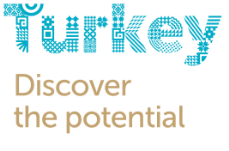 Turkey
Discover
the potential